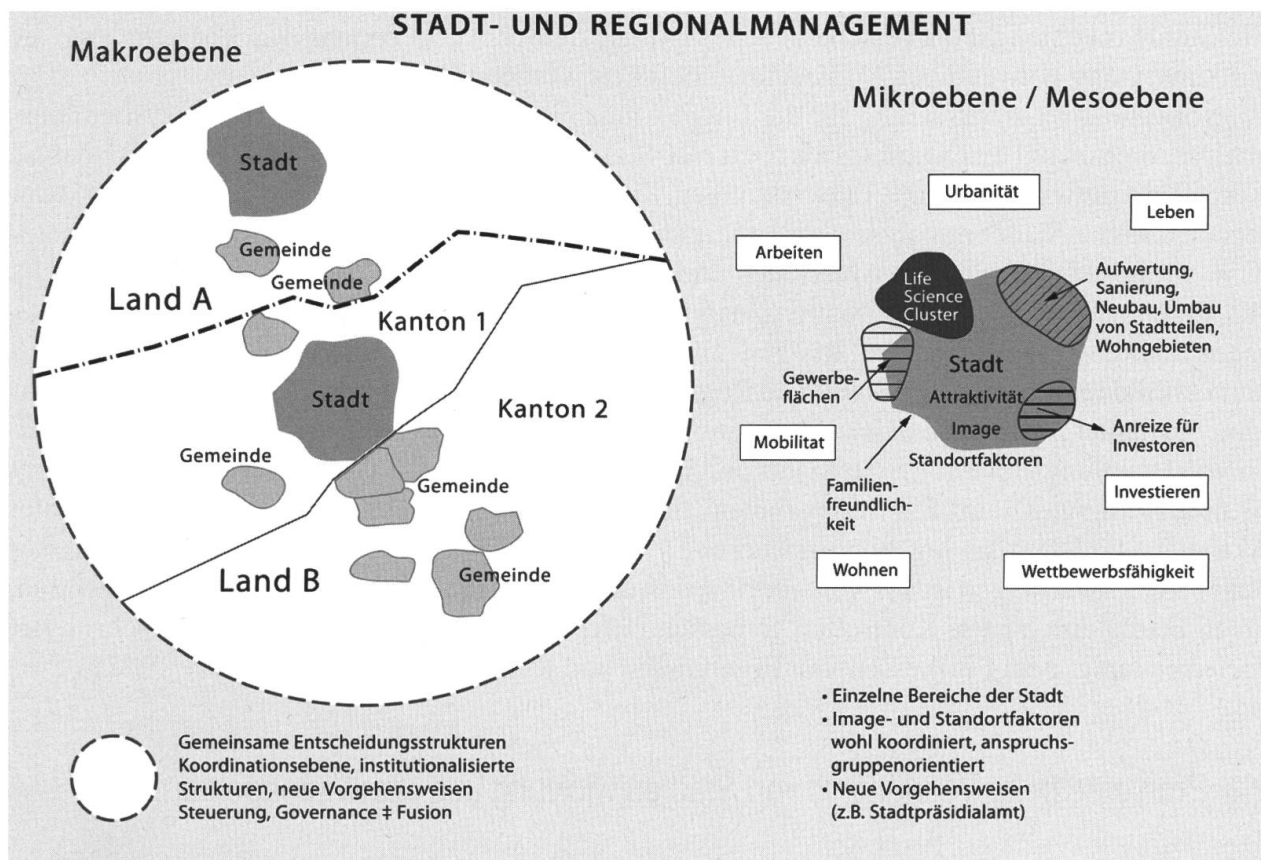 STADT- UND REGIONALMANAGEMENT
Makroebene
Stadt
Gemeinde
Gemeinde
Land A
Kanton 1
Stadt
Kanton 2
Gemeinde
Gemeinde
Land B
Gemeinde
Gemeinsame Entscheidungsstrukturen
Koordinationsebene, institutionalisierte
Strukturen, neue Vorgehensweisen
Steuerung, Governance ‡ Fusion
Mikroebene / Mesoebene
Urbanität
Leben
Arbeiten
Life
Science
Cluster
Aufwertung,
Sanierung,
Neubau, Umbau
von Stadtteilen,
Wohngebieten
Stadt
Gewerbe-
flächen
Attraktivität
Image
Standortfaktoren
Anreize für
Investoren
Mobilitat
Familien-
freundlich-
keit
Investieren
Wohnen
Wettbewerbsfähigkeit
• Einzelne Bereiche der Stadt
• Image- und Standortfaktoren
wohl koordiniert, anspruchs-
gruppenorientiert
• Neue Vorgehensweisen
(z.B. Stadtpräsidialamt)